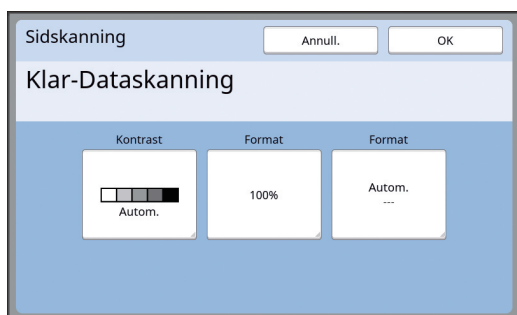 Sidskanning
Annull.
OK
Klar-Dataskanning
Kontrast
Format
Format
Autom.
100%
Autom.
---